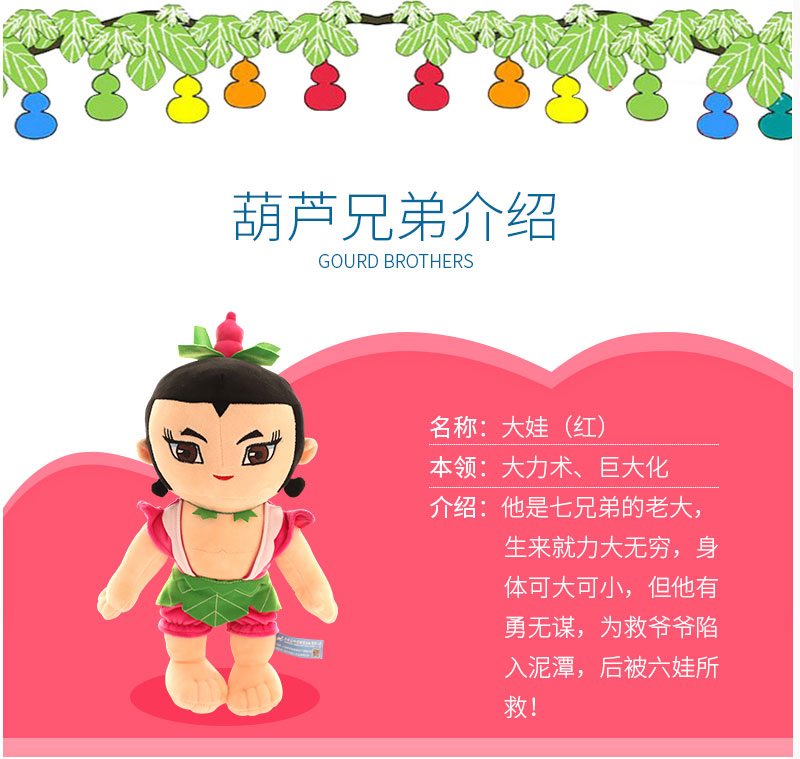 葫芦兄弟介绍
GOURD BROTHERS
名称：大娃（红）
本领：大力术、巨大化
介绍：他是七兄弟的老大，
生来就力大无穷，身
体可大可小，但他有
勇无谋，为救爷爷陷
入泥潭，后被六娃所
救！